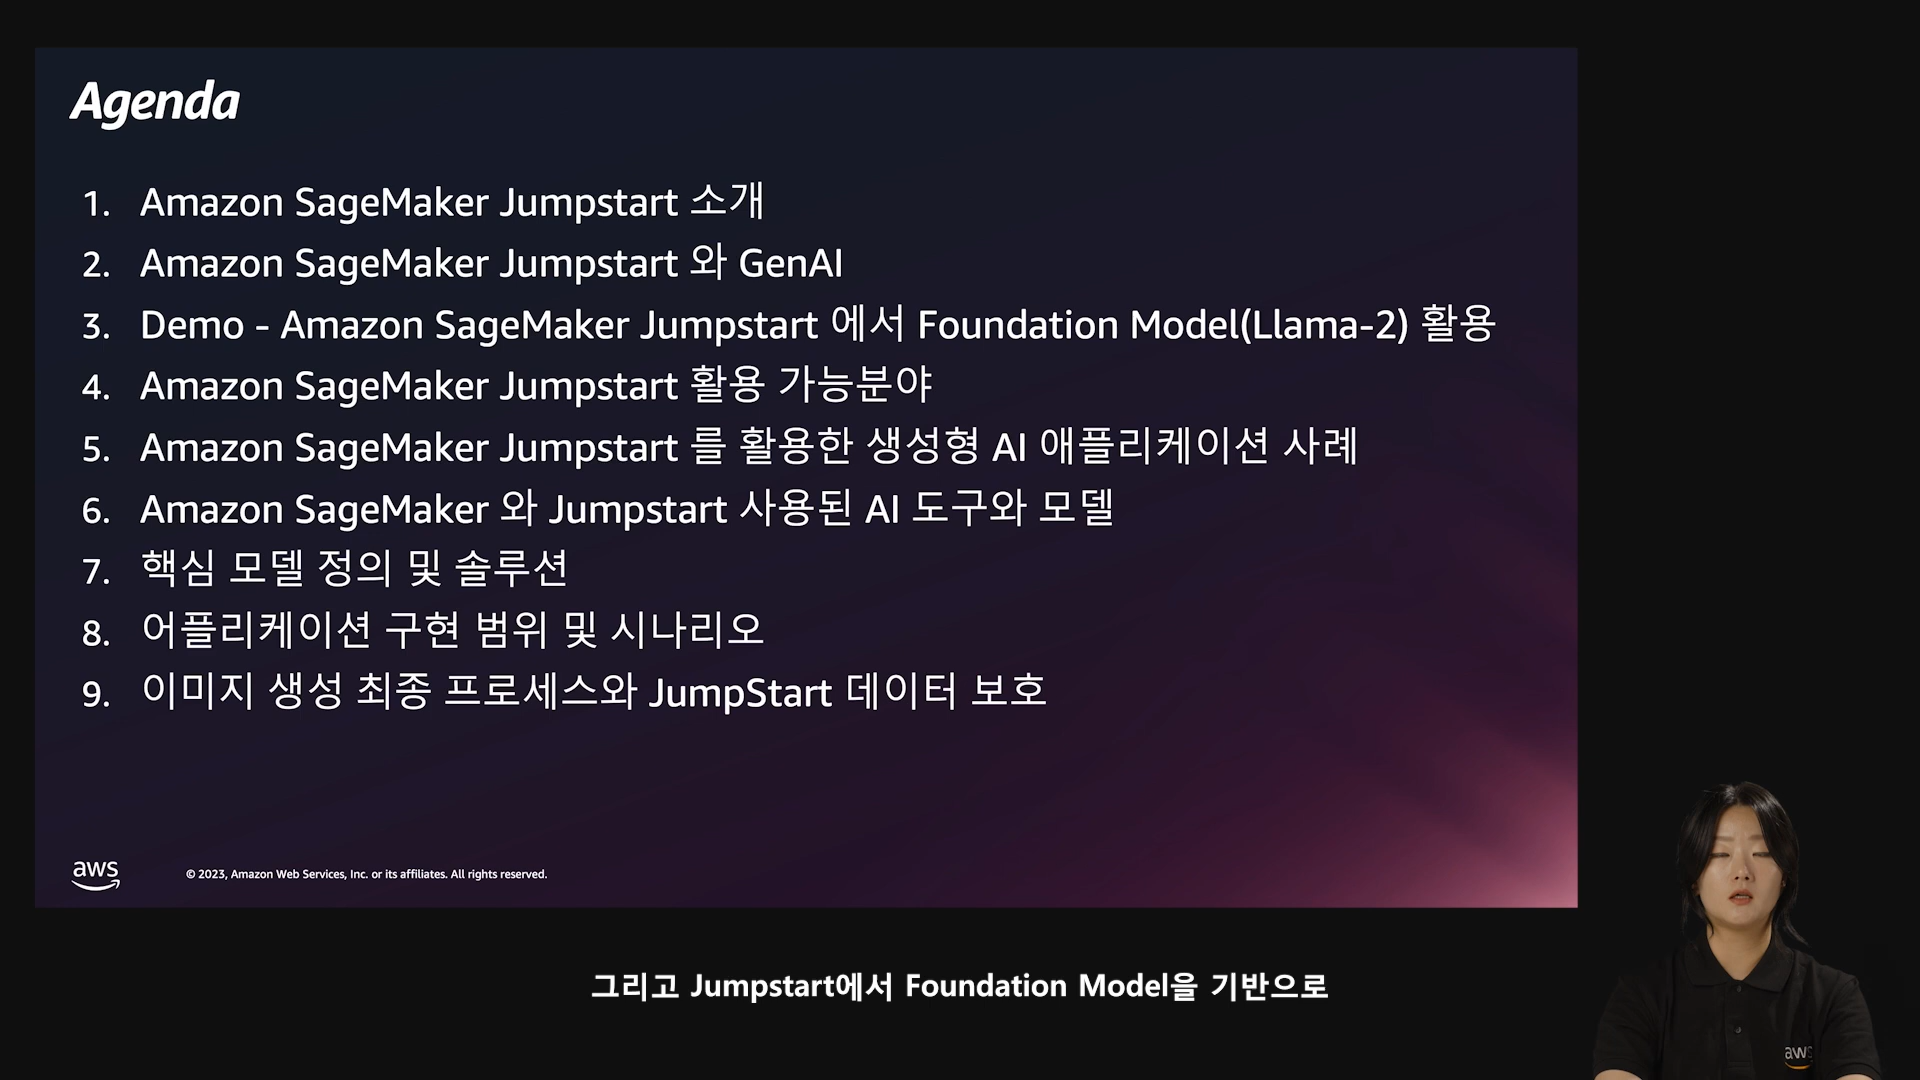 Agenda
1. Amazon SageMaker Jumpstart 소개
2. Amazon SageMaker Jumpstart 와 GenAI
3. Demo - Amazon SageMaker Jumpstart 에서 Foundation Model(Llama-2) 활용
4. Amazon SageMaker Jumpstart 활용 가능분야
5. Amazon SageMaker Jumpstart 를 활용한 생성형 AI 애플리케이션 사례
6. Amazon SageMaker 와 Jumpstart 사용된 AI 도구와 모델
7. 핵심 모델 정의 및 솔루션
8. 어플리케이션 구현 범위 및 시나리오
9. 이미지 생성 최종 프로세스와 JumpStart 데이터 보호
aws
© 2023, Amazon Web Services, Inc. or its affiliates. All rights reserved.
그리고 Jumpstart에서 Foundation Model을 기반으로
aws